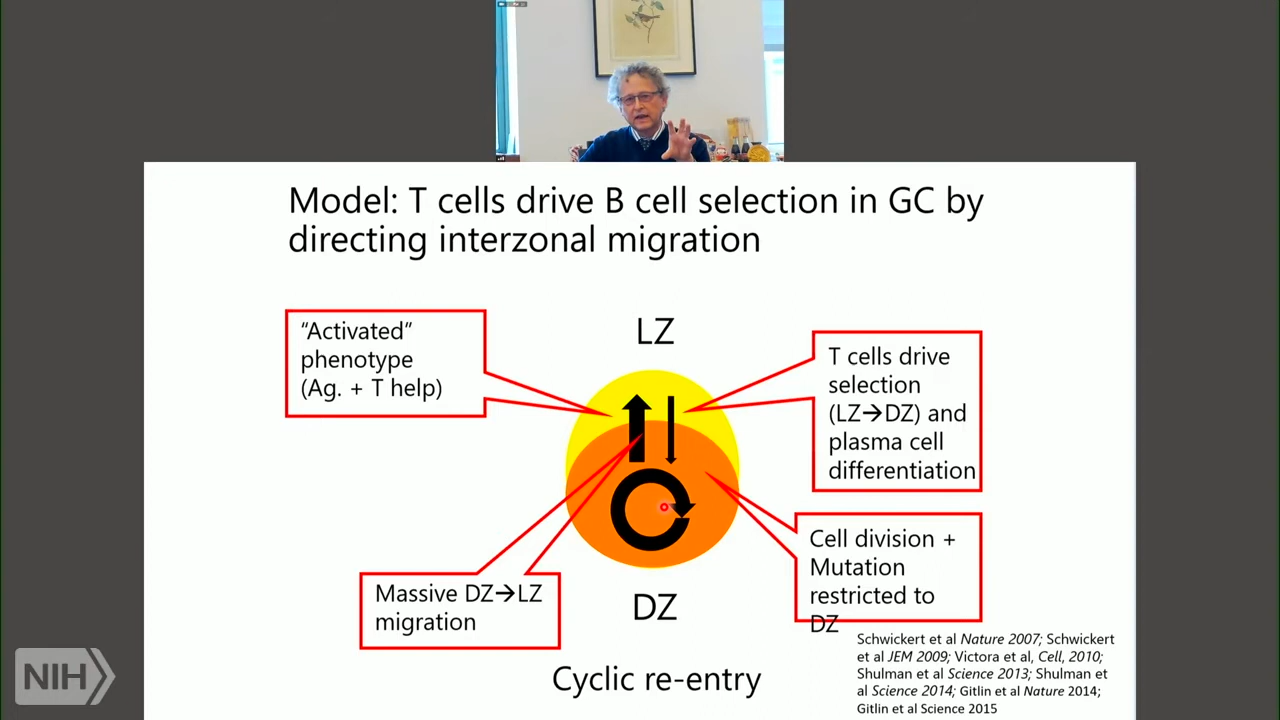 Model: T cells drive B cell selection in GC by
directing interzonal migration
"Activated"
phenotype
(Ag. + T help)
LZ
T cells drive
selection
(LZ→DZ) and
plasma cell
differentiation
Massive DZ→LZ
migration
DZ
Cell division +
Mutation
restricted to
DZ
Cyclic re-entry
Schwickert et al Nature 2007; Schwickert
et al JEM 2009; Victora et al, Cell, 2010;
Shulman et al Science 2013; Shulman et
al Science 2014; Gitlin et al Nature 2014;
Gitlin et al Science 2015
NIH